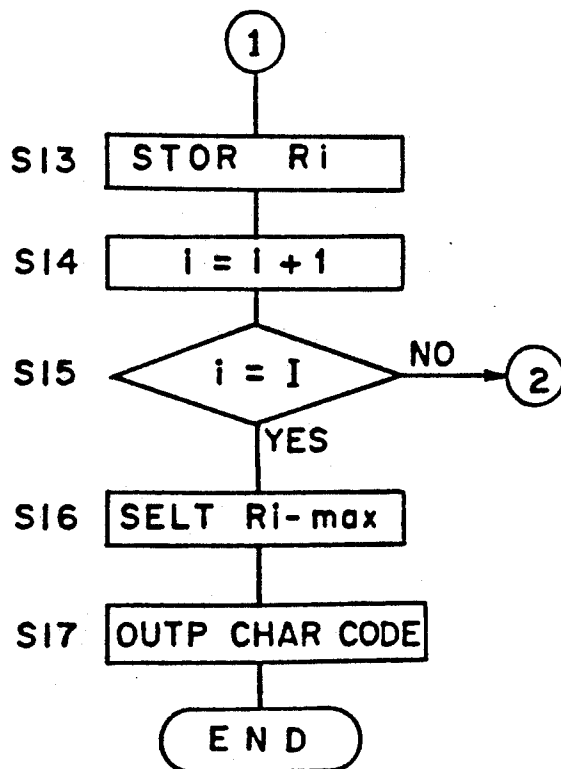 1
S13 STOR Ri
S14 i = i + 1
S15 i = I NO 2
YES
S16 SELT Ri-max
S17 OUTP CHAR CODE
END